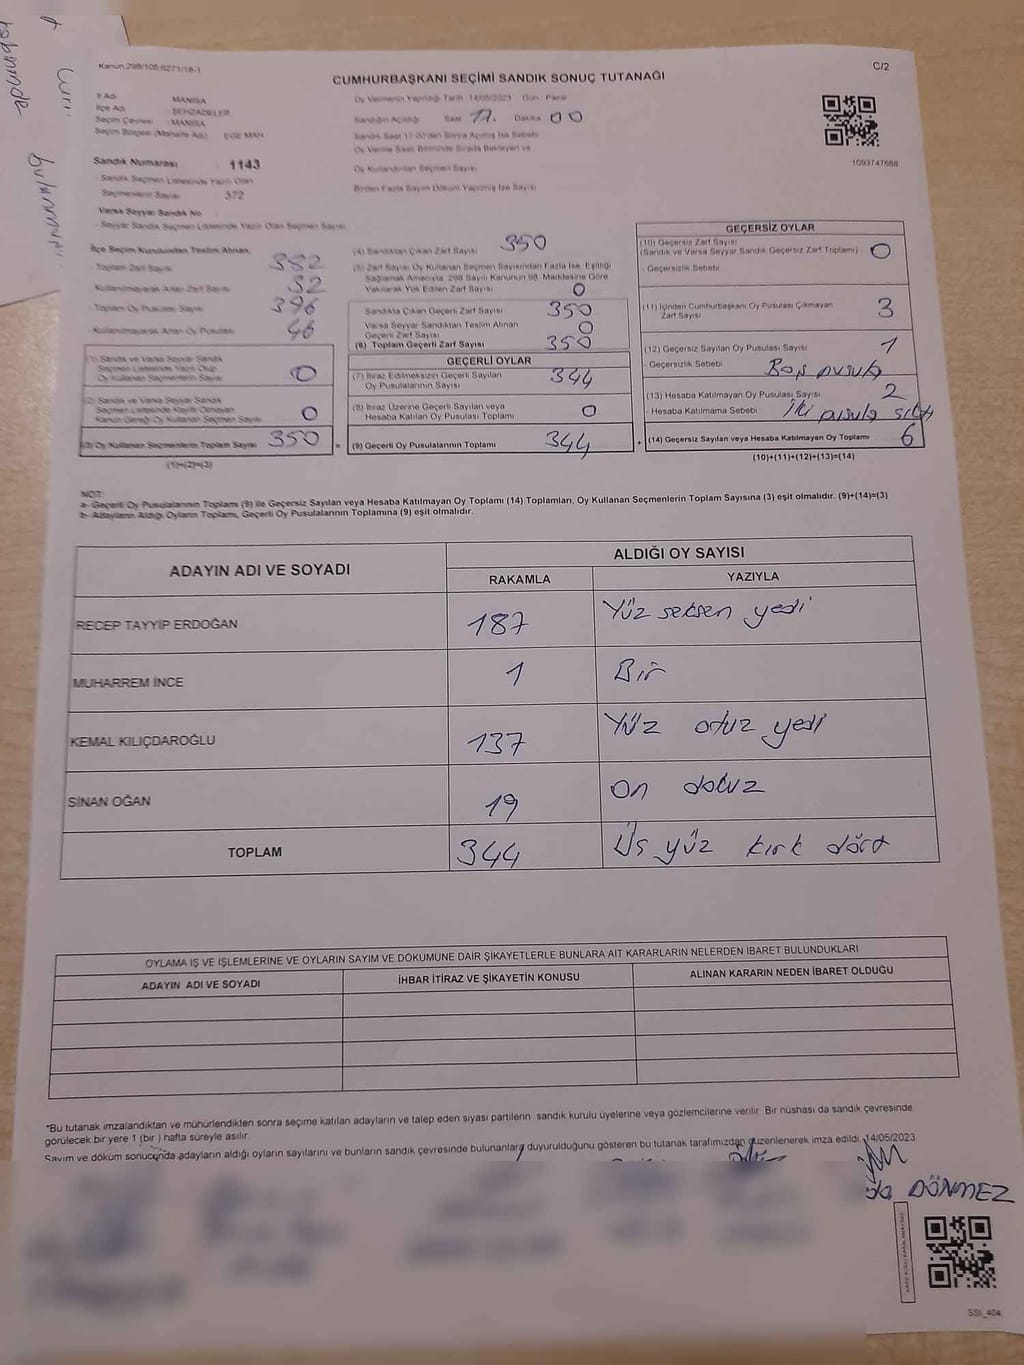 Kanun 298/105,6271/18-1
CUMHURBAŞKANI SEÇİMİ SANDIK SONUÇ TUTANAĞI
C/2
İl Adı MANİSA
İlçe Adı ŞEHZADELER
Seçim Çevresi : MANİSA
Seçim Bölgesi (Mahalle Adı) EGE MAH
Sandık Numarası : 1143
- Sandık Seçmen Listesinde Yazılı Olan
Seçmenlerin Sayısı : 372
Varsa Seyyar Sandık No
- Seyyar Sandık Seçmen Listesinde Yazılı Olan Seçmen Sayısı
Oy Vermenin Yapıldığı Tarih 14/05/2023 Gün : Pazar
Sandığın Açıldığı Saat 17. Dakika 00
Sandık Saat 17:00'den Sonra Açılmış İse Sebebi
Oy Verme Saati Bitiminde Sırada Bekleyen ve
Oy Kullandırılan Seçmen Sayısı
Birden Fazla Sayım Döküm Yapılmış İse Sayısı
1093747688
İlçe Seçim Kurulundan Teslim Alınan
- Toplam Zarf Sayısı 382
- Kullanılmayarak Artan Zarf Sayısı 32
- Toplam Oy Pusulası Sayısı 396
- Kullanılmayarak Artan Oy Pusulası 46
(1) Sandık ve Varsa Seyyar Sandık
Seçmen Listesinde Yazılı Olup
Oy Kullanan Seçmenlerin Sayısı 0
(2) Sandık ve Varsa Seyyar Sandık
Seçmen Listesinde Kayıtlı Olmayan
Kanun Gereği Oy Kullanan Seçmenlerin Sayısı 0
(3) Oy Kullanan Seçmenlerin Toplam Sayısı 350 =
(1)+(2)=(3)
(4) Sandıktan Çıkan Zarf Sayısı 350
(5) Zarf Sayısı Oy Kullanan Seçmen Sayısından Fazla İse, Eşitliği
Sağlamak Amacıyla, 298 Sayılı Kanunun 98. Maddesine Göre
Yakılarak Yok Edilen Zarf Sayısı 0
Sandıkta Çıkan Geçerli Zarf Sayısı 350
Varsa Seyyar Sandıktan Teslim Alınan
Geçerli Zarf Sayısı 0
(6) Toplam Geçerli Zarf Sayısı 350
GEÇERLİ OYLAR
(7) İtiraz Edilmeksizin Geçerli Sayılan
Oy Pusulalarının Sayısı 344
(8) İtiraz Üzerine Geçerli Sayılan veya
Hesaba Katılan Oy Pusulası Toplamı 0
(9) Geçerli Oy Pusulalarının Toplamı 344 +
GEÇERSİZ OYLAR
(10) Geçersiz Zarf Sayısı
(Sandık ve Varsa Seyyar Sandık Geçersiz Zarf Toplamı) 0
- Geçersizlik Sebebi
(11) İçinden Cumhurbaşkanı Oy Pusulası Çıkmayan
Zarf Sayısı 3
(12) Geçersiz Sayılan Oy Pusulası Sayısı 1
- Geçersizlik Sebebi Boş pusula
(13) Hesaba Katılmayan Oy Pusulası Sayısı 2
- Hesaba Katılmama Sebebi İki pusula
(14) Geçersiz Sayılan veya Hesaba Katılmayan Oy Toplamı 6
(10)+(11)+(12)+(13)=(14)
NOT:
a- Geçerli Oy Pusulalarının Toplamı (9) ile Geçersiz Sayılan veya Hesaba Katılmayan Oy Toplamı (14) Toplamları, Oy Kullanan Seçmenlerin Toplam Sayısına (3) eşit olmalıdır. (9)+(14)=(3)
b- Adayların Aldığı Oyların Toplamı, Geçerli Oy Pusulalarının Toplamına (9) eşit olmalıdır.
ADAYIN ADI VE SOYADI
ALDIĞI OY SAYISI
RAKAMLA YAZIYLA
RECEP TAYYİP ERDOĞAN 187 Yüz seksen yedi
MUHARREM İNCE 1 Bir
KEMAL KILIÇDAROĞLU 137 Yüz otuz yedi
SİNAN OĞAN 19 On dokuz
TOPLAM 344 Üç yüz kırk dört
OYLAMA İŞ VE İŞLEMLERİNE VE OYLARIN SAYIM VE DÖKÜMÜNE DAİR ŞİKAYETLERLE BUNLARA AİT KARARLARIN NELERDEN İBARET BULUNDUKLARI
ADAYIN ADI VE SOYADI İHBAR İTİRAZ VE ŞİKAYETİN KONUSU ALINAN KARARIN NEDEN İBARET OLDUĞU
*Bu tutanak imzalandıktan ve mühürlendikten sonra seçime katılan adayların ve talep eden siyasi partilerin sandık kurulu üyelerine veya gözlemcilerine verilir. Bir nüshası da sandık çevresinde
görülecek bir yere 1 (bir ) hafta süreyle asılır.
Sayım ve döküm sonucunda adayların aldığı oyların sayılarını ve bunların sandık çevresinde bulunanlara duyurulduğunu gösteren bu tutanak tarafımızdan düzenlenerek imza edildi. 14/05/2023
DÖNMEZ
SSİ_404